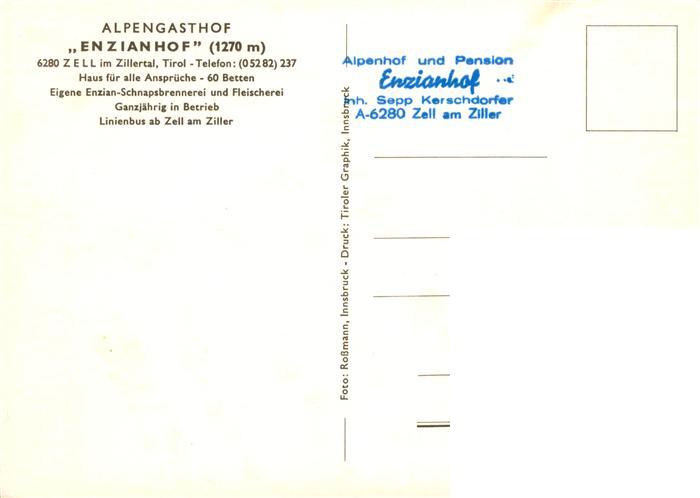 ALPENGASTHOF
„ENZIANHOF” (1270 m)
6280 ZELL im Zillertal, Tirol - Telefon: (05282) 237
Haus für alle Ansprüche - 60 Betten
Eigene Enzian-Schnapsbrennerei und Fleischerei
Ganzjährig in Betrieb
Linienbus ab Zell am Ziller
Foto: Roßmann, Innsbruck - Druck: Tiroler Graphik, Innsbruck
Alpenhof und Pension
Enzianhof
Inh. Sepp Kerschdorfer
A-6280 Zell am Ziller